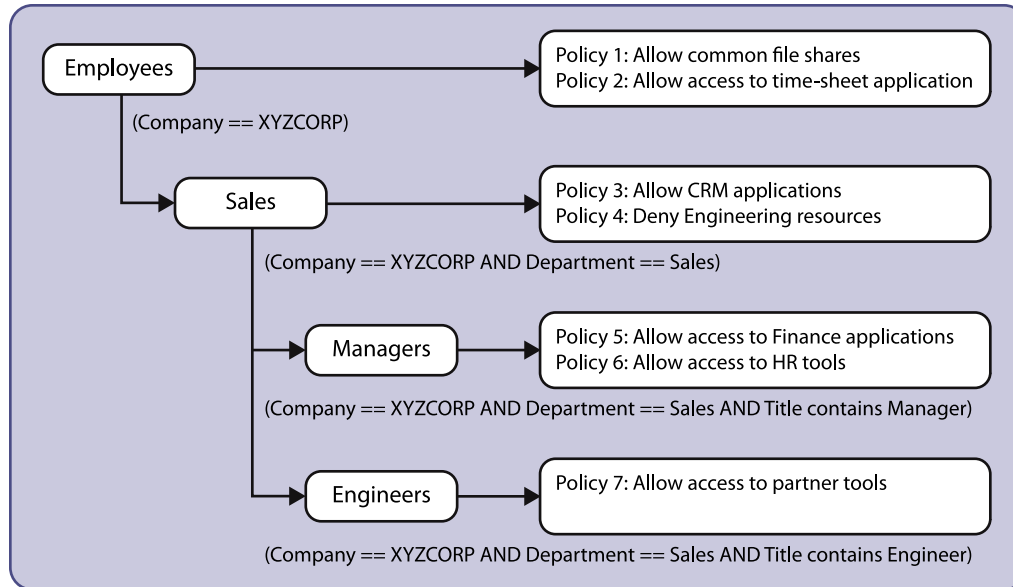 Employees
Policy 1: Allow common file shares
Policy 2: Allow access to time-sheet application
(Company == XYZCORP)
Sales
Policy 3: Allow CRM applications
Policy 4: Deny Engineering resources
(Company == XYZCORP AND Department == Sales)
Managers
Policy 5: Allow access to Finance applications
Policy 6: Allow access to HR tools
(Company == XYZCORP AND Department == Sales AND Title contains Manager)
Engineers
Policy 7: Allow access to partner tools
(Company == XYZCORP AND Department == Sales AND Title contains Engineer)